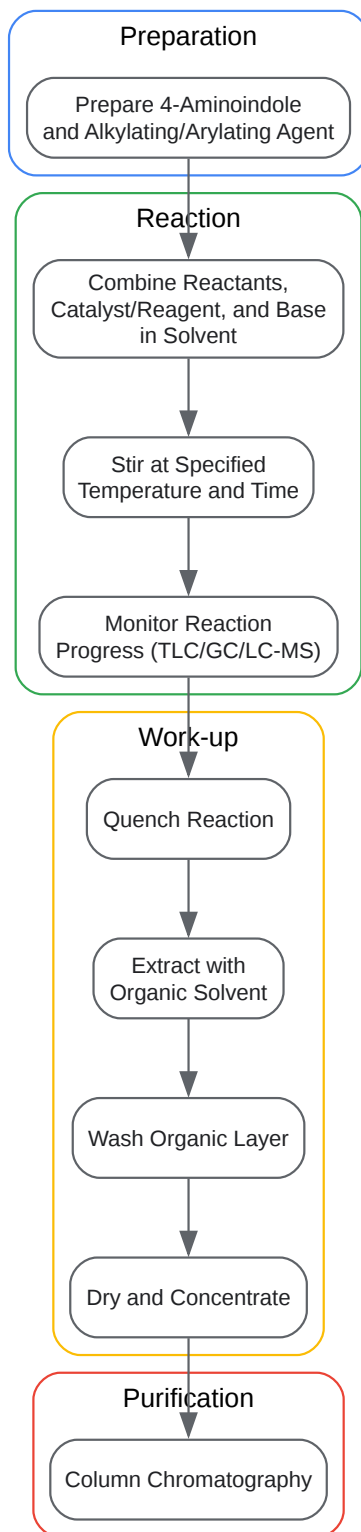 Preparation
Prepare 4-Aminoindole
and Alkylating/Arylating Agent
Reaction
Combine Reactants,
Catalyst/Reagent, and Base
in Solvent
Stir at Specified
Temperature and Time
Monitor Reaction
Progress (TLC/GC/LC-MS)
Work-up
Quench Reaction
Extract with
Organic Solvent
Wash Organic Layer
Dry and Concentrate
Purification
Column Chromatography